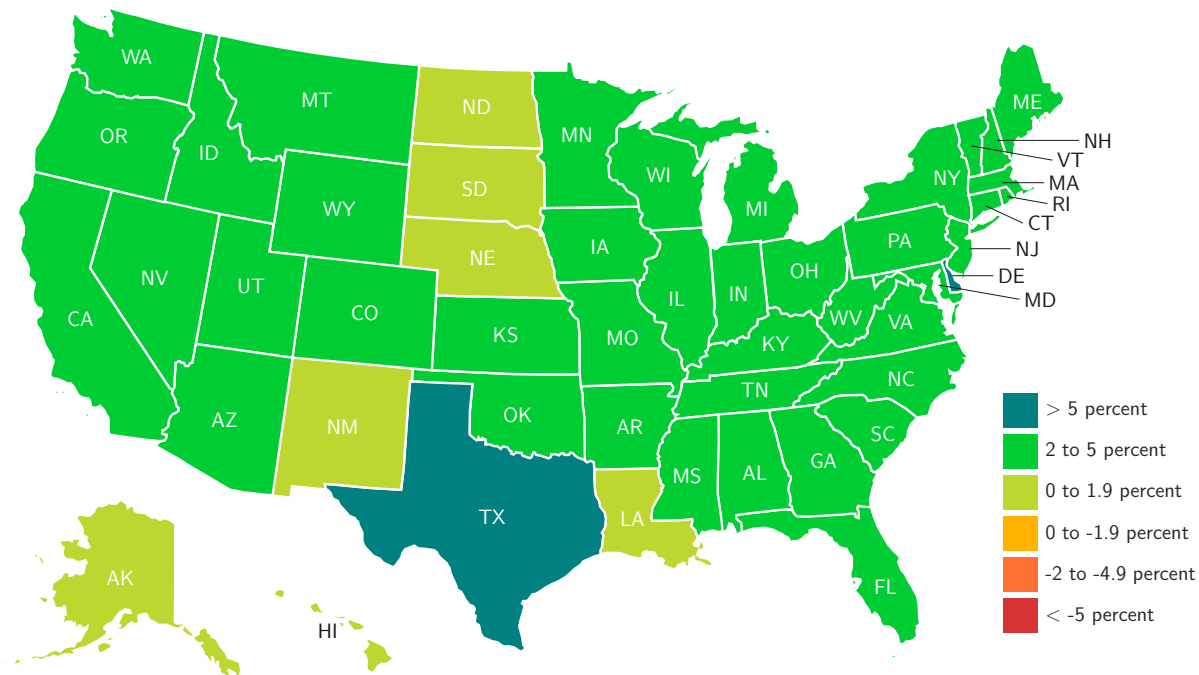 WA
MT
ND
MN
ME
OR
ID
SD
WI
NY
NH
VT
MA
RI
CT
WY
MI
IA
NE
PA
NJ
NV
UT
CO
IL
IN
OH
DE
MD
CA
KS
MO
WV
VA
KY
AZ
NM
OK
AR
TN
NC
SC
MS
AL
GA
TX
LA
FL
AK
HI
> 5 percent
2 to 5 percent
0 to 1.9 percent
0 to -1.9 percent
-2 to -4.9 percent
< -5 percent